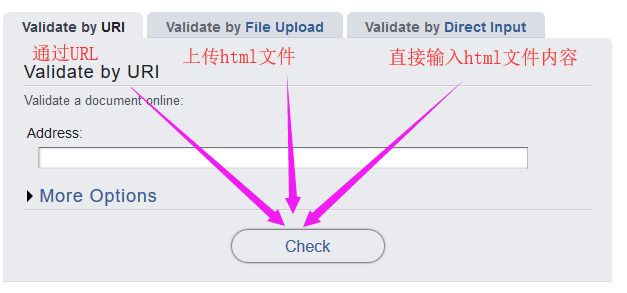 Validate by URI
Validate by File Upload
Validate by Direct Input
通过URL
上传html文件
直接输入html文件内容
Validate by URI
Validate a document online:
Address:
More Options
Check